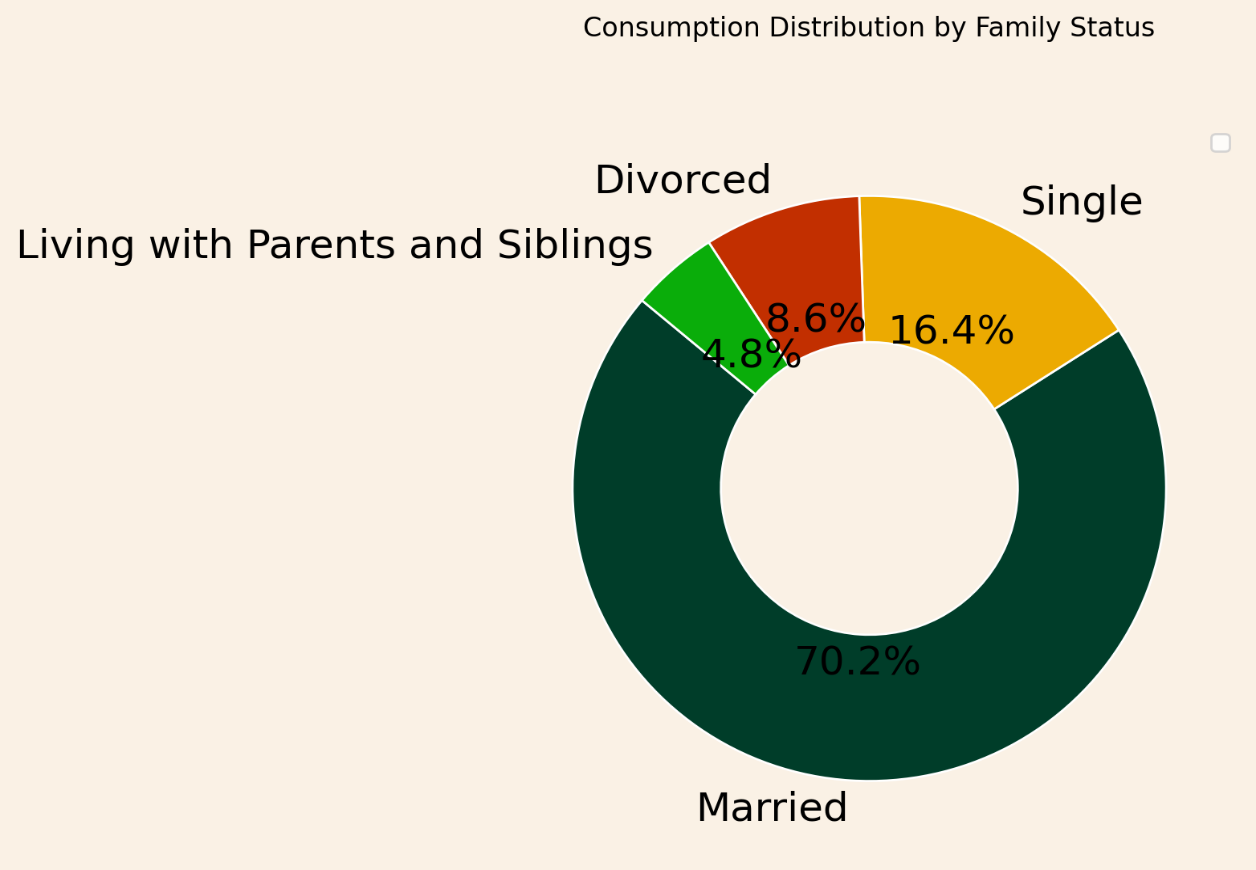 Consumption Distribution by Family Status
Divorced
Single
Living with Parents and Siblings
8.6%
16.4%
4.8%
70.2%
Married